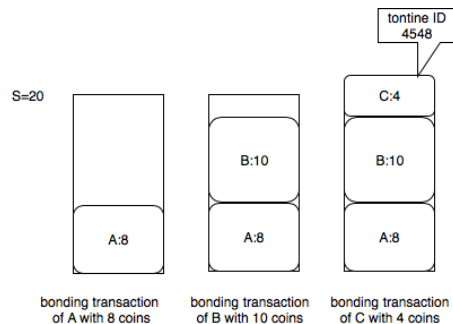 tontine ID
4548
S=20
C:4
B:10
B:10
A:8
A:8
A:8
bonding transaction
of A with 8 coins
bonding transaction
of B with 10 coins
bonding transaction
of C with 4 coins